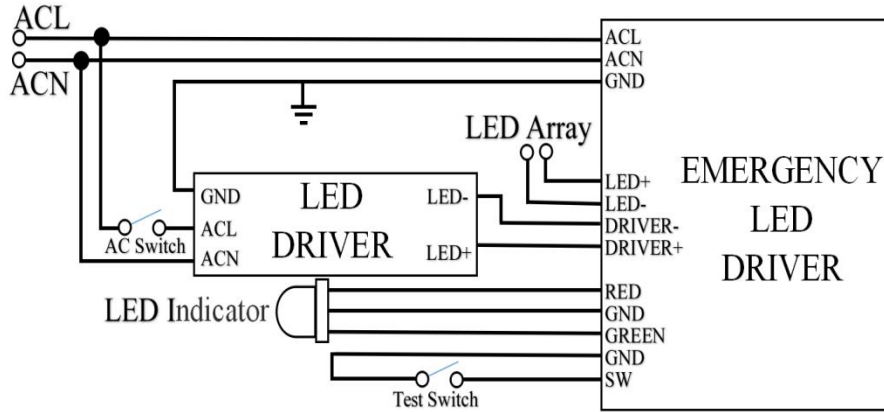 ACL
ACN
ACL
ACN
GND
LED Array
LED+
LED-
DRIVER-
DRIVER+
EMERGENCY
LED
DRIVER
GND
ACL
ACN
LED
DRIVER
LED-
LED+
AC Switch
LED Indicator
RED
GND
GREEN
GND
SW
Test Switch